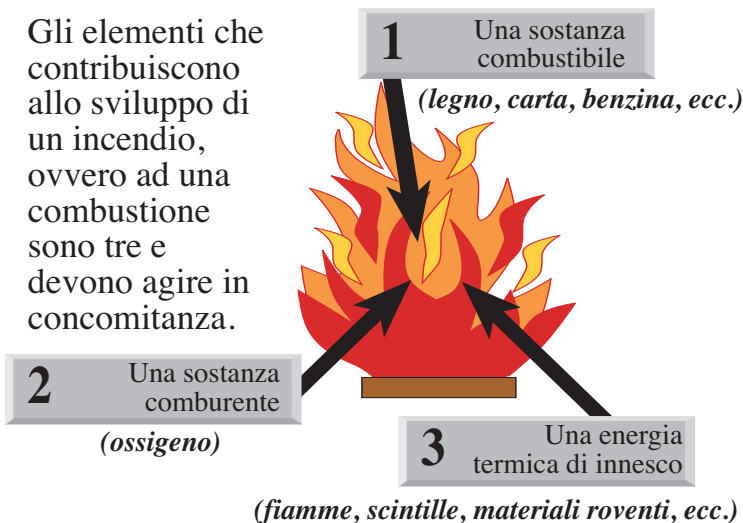 Gli elementi che
contribuiscono
allo sviluppo di
un incendio,
ovvero ad una
combustione
sono tre e
devono agire in
concomitanza.
1 Una sostanza
combustibile
(legno, carta, benzina, ecc.)
2 Una sostanza
comburente
(ossigeno)
3 Una energia
termica di innesco
(fiamme, scintille, materiali roventi, ecc.)